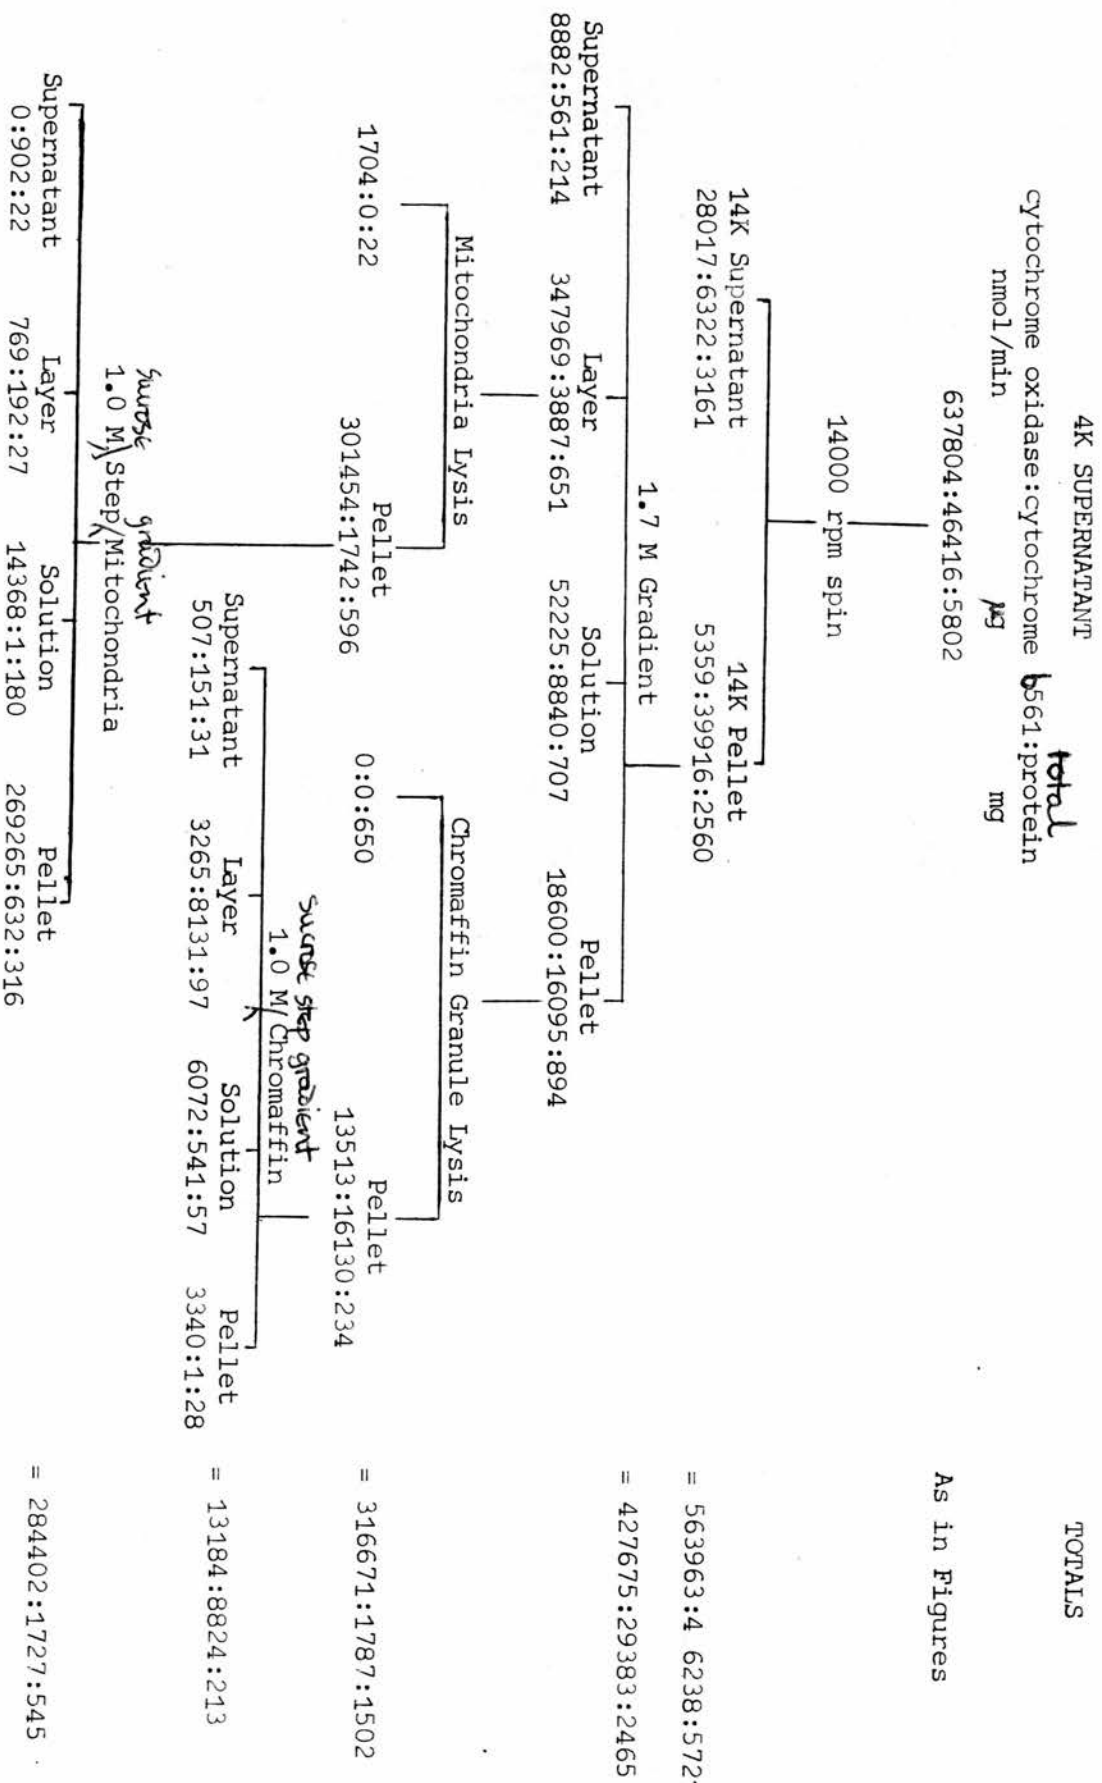 4K SUPERNATANT TOTALS
cytochrome oxidase:cytochrome b561:total protein
nmol/min µg mg
637804:46416:5802 As in Figures
14000 rpm spin
14K Supernatant 14K Pellet
28017:6322:3161 5359:39916:2560 = 563963:4 6238:572
1.7 M Gradient
Supernatant Layer Solution Pellet
8882:561:214 347969:3887:651 52225:8840:707 18600:16095:894 = 427675:29383:2465
Mitochondria Lysis Chromaffin Granule Lysis
Pellet Pellet
1704:0:22 301454:1742:596 0:0:650 13513:16130:234 = 316671:1787:1502
sucrose step gradient
1.0 M Chromaffin
Supernatant Layer Solution Pellet
507:151:31 3265:8131:97 6072:541:57 3340:1:28 = 13184:8824:213
sucrose gradient
1.0 M, Step Mitochondria
Supernatant Layer Solution Pellet
0:902:22 769:192:27 14368:1:180 269265:632:316 = 284402:1727:545